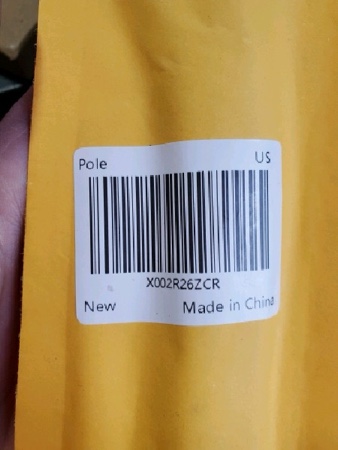 Pole US
X002R26ZCR
New Made in China